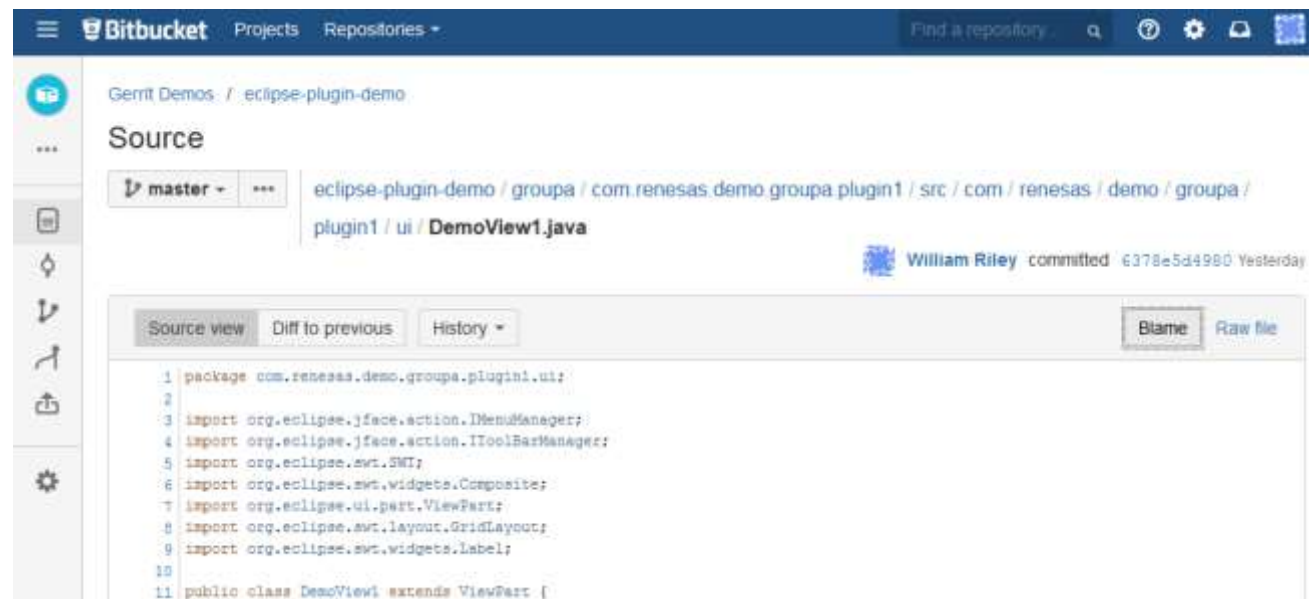 Bitbucket Projects Repositories
Find a repository...
Gerrit Demos / eclipse-plugin-demo
Source
master
eclipse-plugin-demo / groupa / com.renesas.demo.groupa.plugin1 / src / com / renesas / demo / groupa /
plugin1 / ui / DemoView1.java
William Riley committed 6378e5d4980 Yesterday
Source view Diff to previous History Blame Raw file
1 package com.renesas.demo.groupa.plugin1.ui;
2
3 import org.eclipse.jface.action.IMenuManager;
4 import org.eclipse.jface.action.IToolBarManager;
5 import org.eclipse.swt.SWT;
6 import org.eclipse.swt.widgets.Composite;
7 import org.eclipse.ui.part.ViewPart;
8 import org.eclipse.swt.layout.GridLayout;
9 import org.eclipse.swt.widgets.Label;
10
11 public class DemoView1 extends ViewPart {